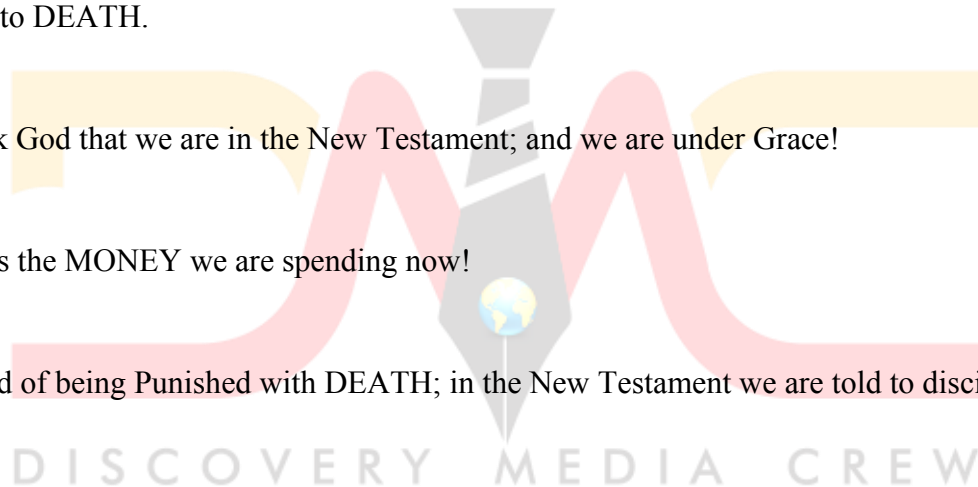 to DEATH.
k God that we are in the New Testament; and we are under Grace!
s the MONEY we are spending now!
d of being Punished with DEATH; in the New Testament we are told to disci
DISCOVERY MEDIA CREW